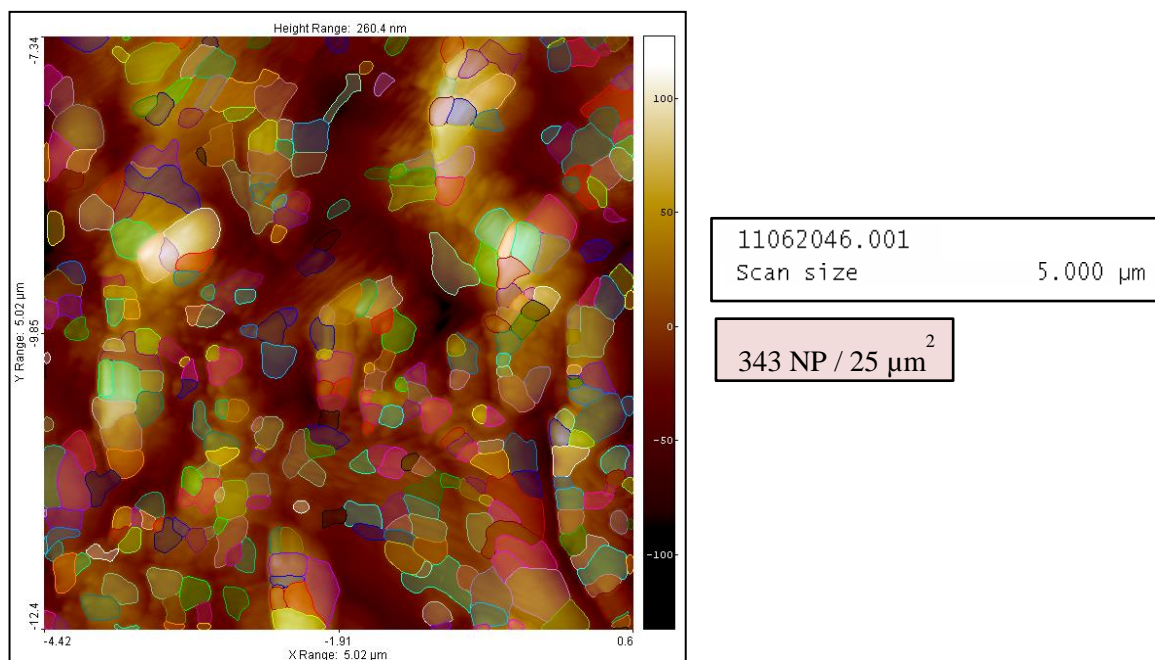 Height Range: 260.4 nm
-7.34
Y Range: 5.02 µm
-9.85
-12.4
-4.42
-1.91
0.6
X Range: 5.02 µm
100
50
0
-50
-100
11062046.001
Scan size 5.000 µm
343 NP / 25 µm²